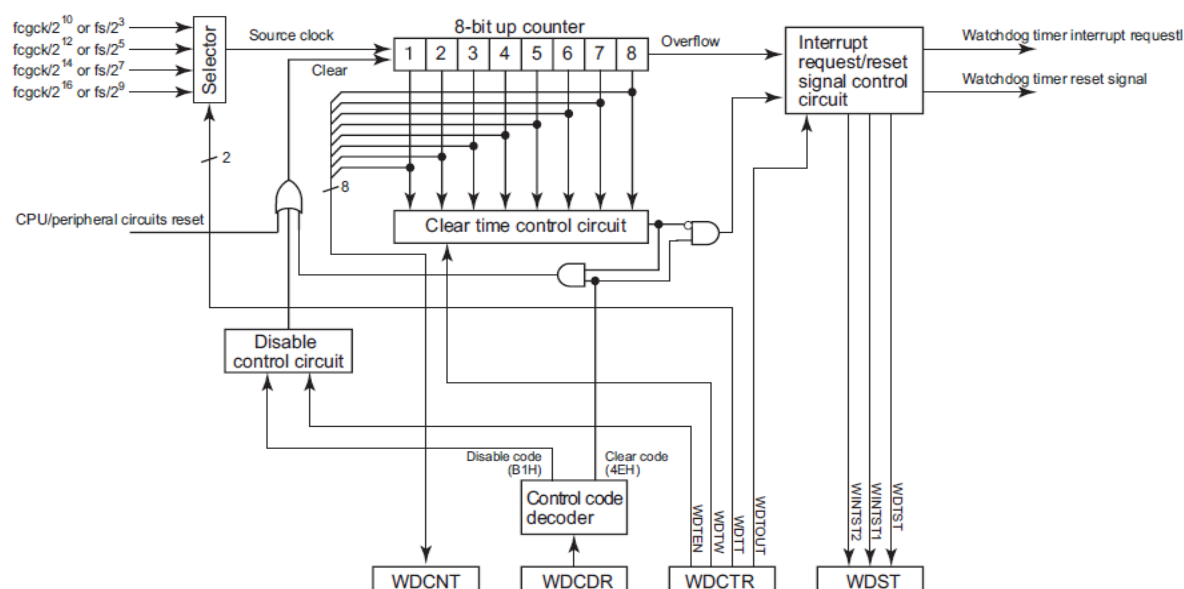 fcgck/2^10 or fs/2^3
fcgck/2^12 or fs/2^5
fcgck/2^14 or fs/2^7
fcgck/2^16 or fs/2^9
Selector
Source clock
Clear
8-bit up counter
1 2 3 4 5 6 7 8
Overflow
Interrupt
request/reset
signal control
circuit
Watchdog timer interrupt requestl
Watchdog timer reset signal
2
8
CPU/peripheral circuits reset
Clear time control circuit
Disable
control circuit
Disable code
(B1H)
Clear code
(4EH)
Control code
decoder
WDTEN
WDTW
WDTT
WDTOUT
WINTST2
WINTST1
WDTST
WDCNT
WDCDR
WDCTR
WDST